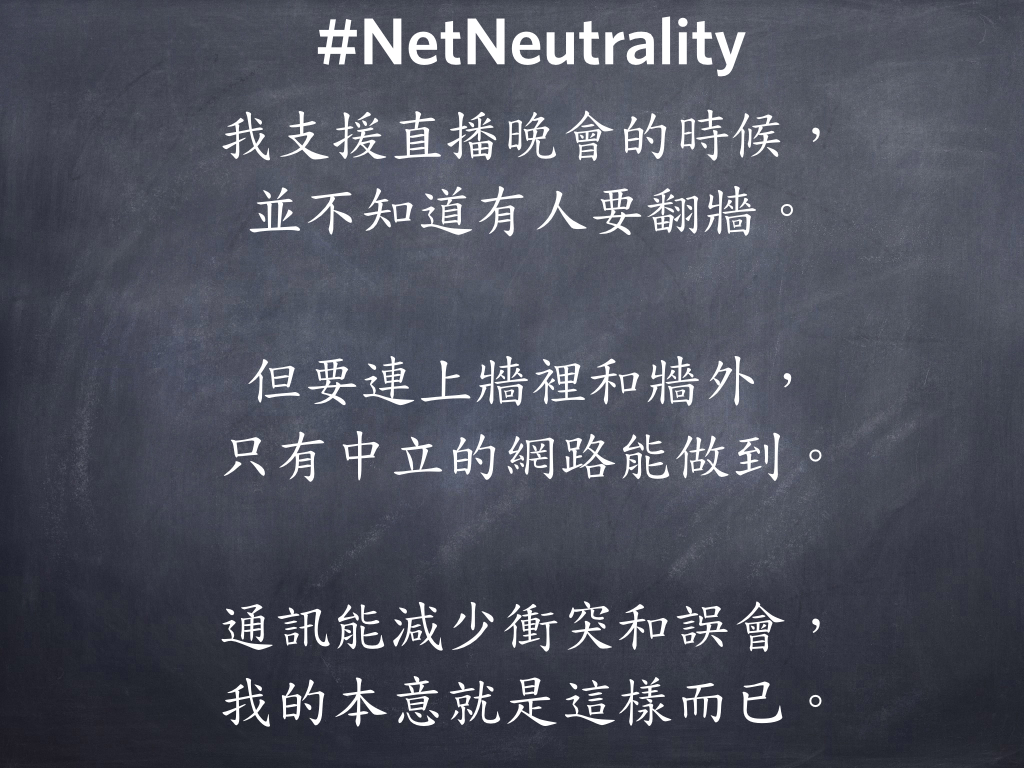 #NetNeutrality
我支援直播晚會的時候，
並不知道有人要翻牆。
但要連上牆裡和牆外，
只有中立的網路能做到。
通訊能減少衝突和誤會，
我的本意就是這樣而已。